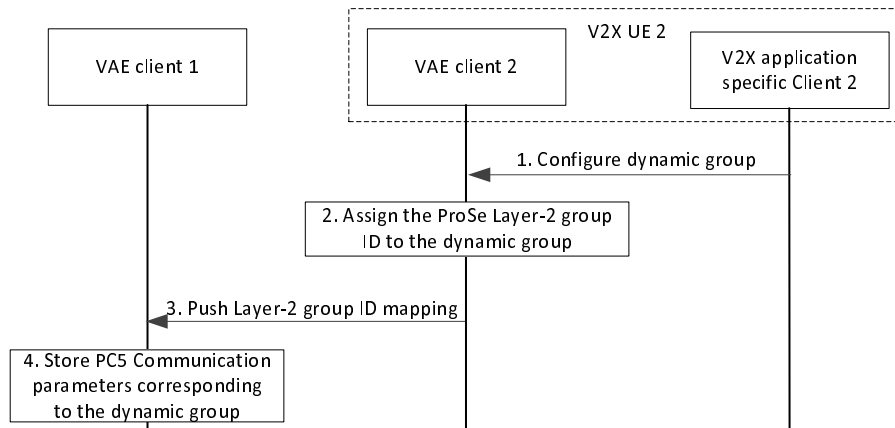 V2X UE 2
VAE client 1
VAE client 2
V2X application
specific Client 2
1. Configure dynamic group
2. Assign the ProSe Layer-2 group
ID to the dynamic group
3. Push Layer-2 group ID mapping
4. Store PC5 Communication
parameters corresponding
to the dynamic group